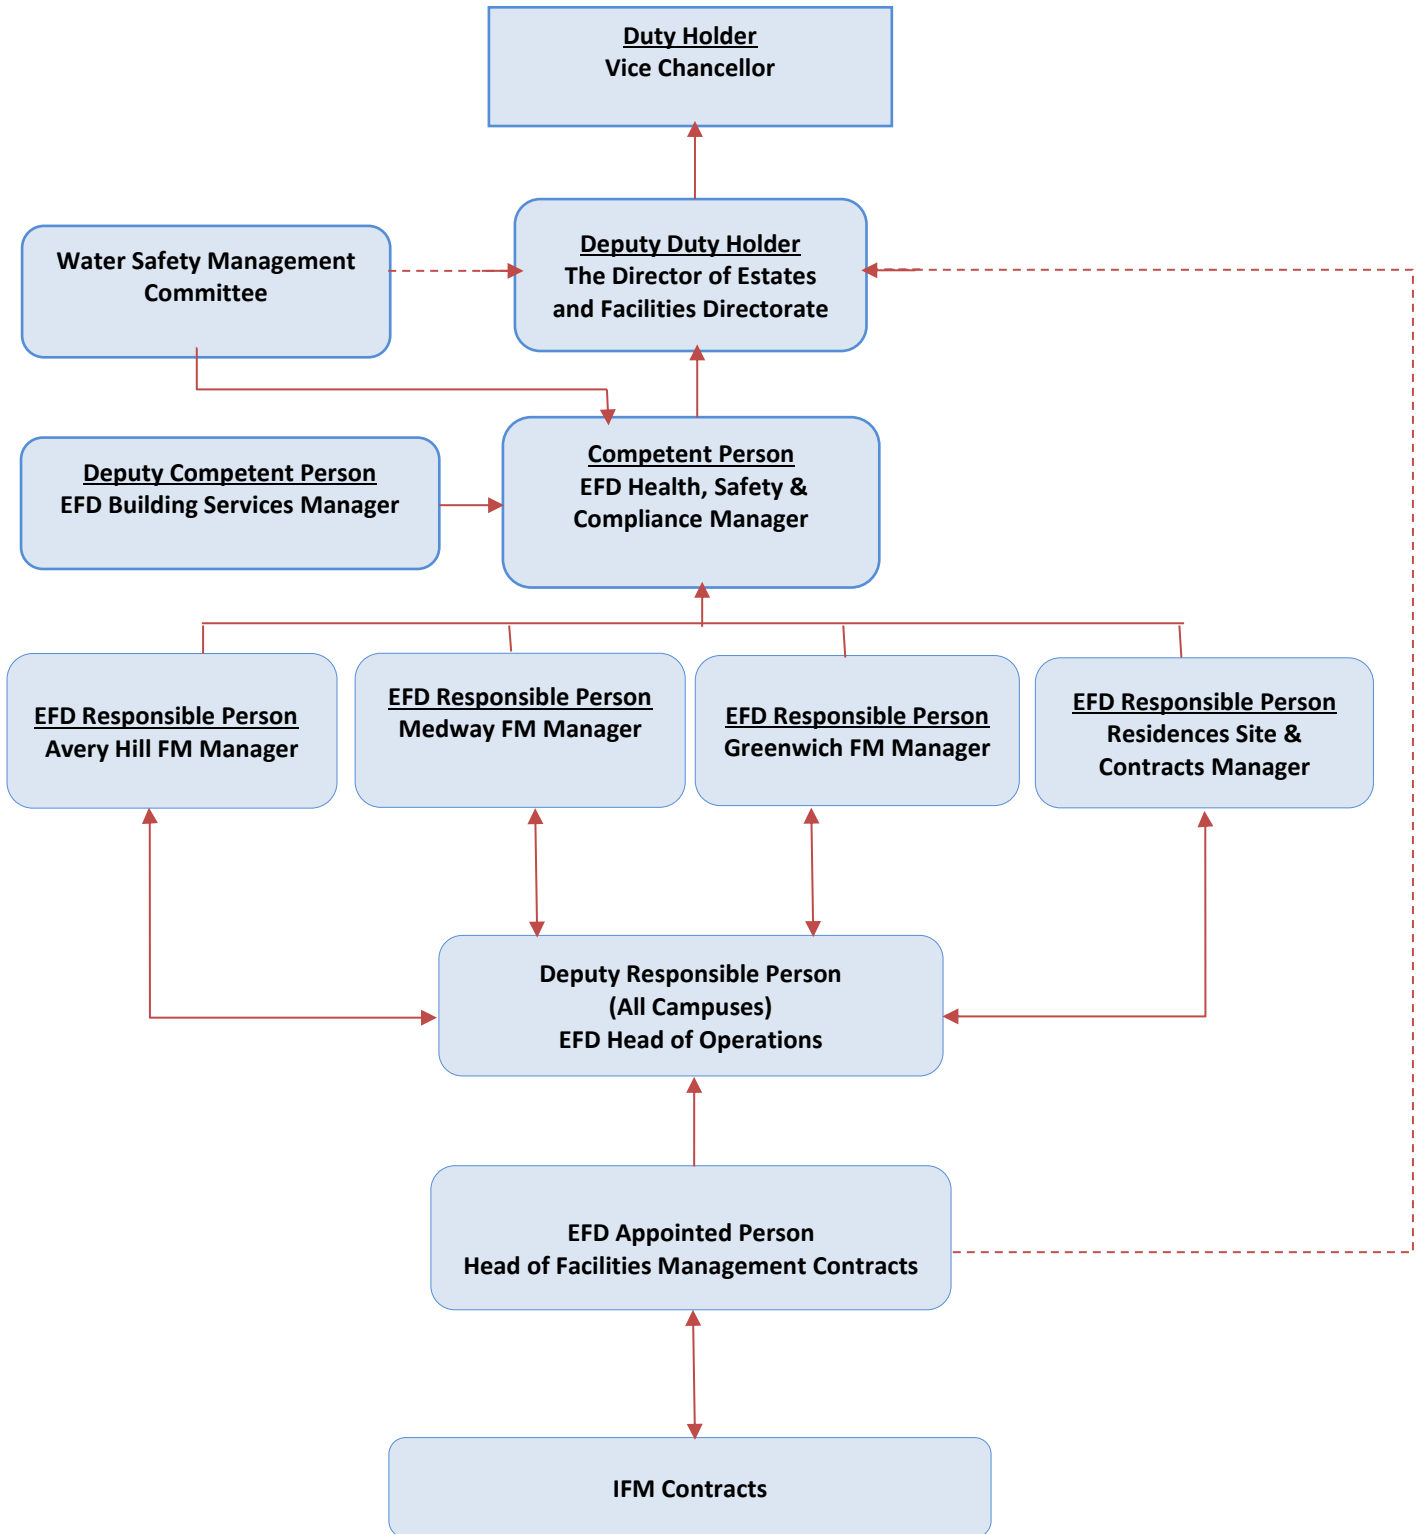 Duty Holder
Vice Chancellor
Water Safety Management
Committee
Deputy Duty Holder
The Director of Estates
and Facilities Directorate
Deputy Competent Person
EFD Building Services Manager
Competent Person
EFD Health, Safety &
Compliance Manager
EFD Responsible Person
Avery Hill FM Manager
EFD Responsible Person
Medway FM Manager
EFD Responsible Person
Greenwich FM Manager
EFD Responsible Person
Residences Site &
Contracts Manager
Deputy Responsible Person
(All Campuses)
EFD Head of Operations
EFD Appointed Person
Head of Facilities Management Contracts
IFM Contracts